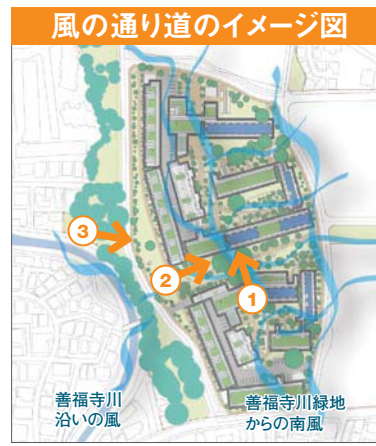 風の通り道のイメージ図
3
2
1
善福寺川
沿いの風
善福寺川緑地
からの南風